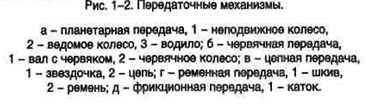 Рис. 1–2. Передаточные механизмы.
а – планетарная передача, 1 – неподвижное колесо,
2 – ведомое колесо, 3 – водило; б – червячная передача,
1 – вал с червяком, 2 – червячное колесо; в – цепная передача,
1 – звездочка, 2 – цепь; г – ременная передача, 1 – шкив,
2 – ремень; д – фрикционная передача, 1 – каток.